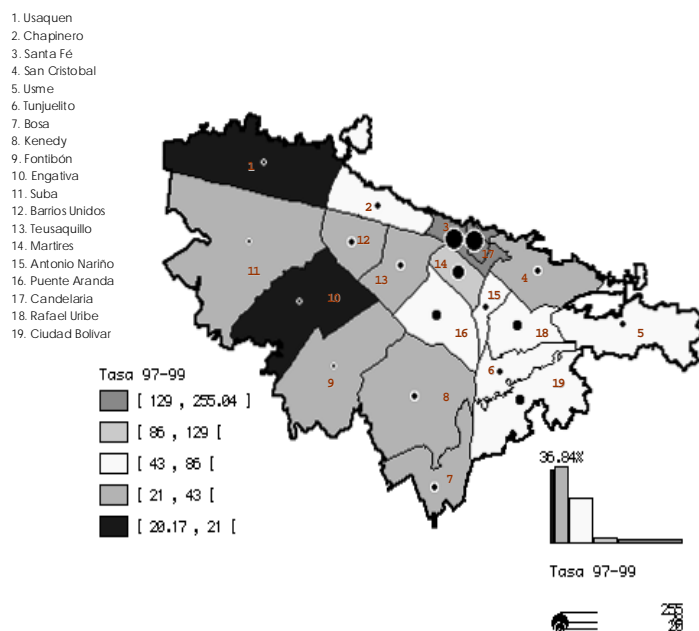 1. Usaquen
2. Chapinero
3. Santa Fé
4. San Cristobal
5. Usme
6. Tunjuelito
7. Bosa
8. Kenedy
9. Fontibón
10. Engativa
11. Suba
12. Barrios Unidos
13. Teusaquillo
14. Martires
15. Antonio Nariño
16. Puente Aranda
17. Candelaria
18. Rafael Uribe
19. Ciudad Bolivar
1
2
3
17
12
11
13
14
4
15
10
16
18
5
6
9
8
19
7
Tasa 97-99
[ 129 , 255.04 ]
[ 86 , 129 [
[ 43 , 86 [
[ 21 , 43 [
[ 20.17 , 21 [
36.84%
Tasa 97-99
255